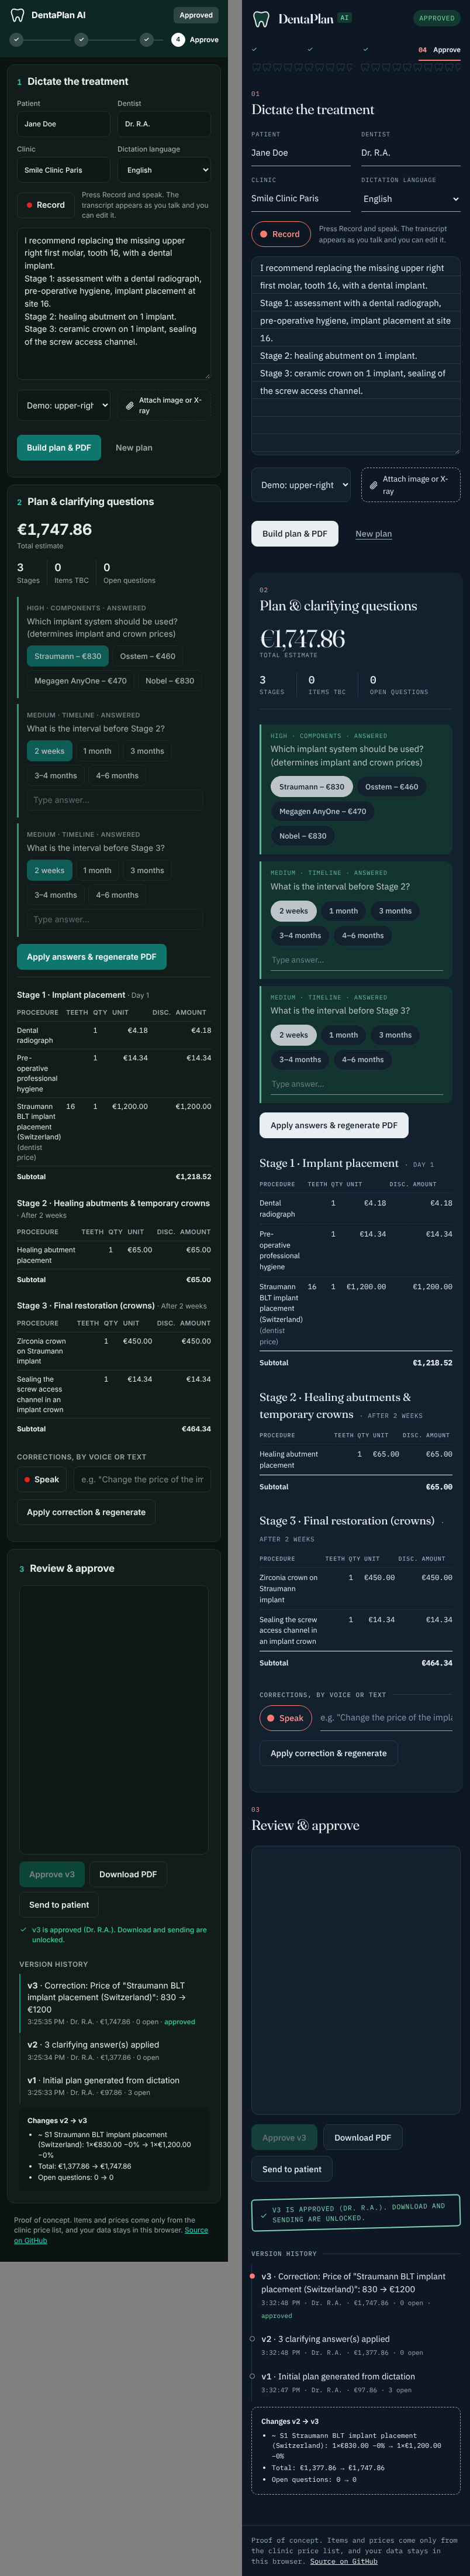 DentaPlan AI
Approved
4 Approve
1 Dictate the treatment
Patient
Dentist
Jane Doe
Dr. R.A.
Clinic
Dictation language
Smile Clinic Paris
English
Record
Press Record and speak. The
transcript appears as you talk and you
can edit it.
I recommend replacing the missing upper
right first molar, tooth 16, with a dental
implant.
Stage 1: assessment with a dental radiograph,
pre-operative hygiene, implant placement at
site 16.
Stage 2: healing abutment on 1 implant.
Stage 3: ceramic crown on 1 implant, sealing
of the screw access channel.
Demo: upper-righ
Attach image or X-
ray
Build plan & PDF
New plan
2 Plan & clarifying questions
€1,747.86
Total estimate
3
0
0
Stages
Items TBC
Open questions
HIGH · COMPONENTS · ANSWERED
Which implant system should be used?
(determines implant and crown prices)
Straumann – €830
Osstem – €460
Megagen AnyOne – €470
Nobel – €830
MEDIUM · TIMELINE · ANSWERED
What is the interval before Stage 2?
2 weeks
1 month
3 months
3–4 months
4–6 months
Type answer...
MEDIUM · TIMELINE · ANSWERED
What is the interval before Stage 3?
2 weeks
1 month
3 months
3–4 months
4–6 months
Type answer...
Apply answers & regenerate PDF
Stage 1 · Implant placement · Day 1
PROCEDURE TEETH QTY UNIT DISC. AMOUNT
Dental 1 €4.18 €4.18
radiograph
Pre- 1 €14.34 €14.34
operative
professional
hygiene
Straumann 16 1 €1,200.00 €1,200.00
BLT implant
placement
(Switzerland)
(dentist
price)
Subtotal €1,218.52
Stage 2 · Healing abutments & temporary crowns
· After 2 weeks
PROCEDURE TEETH QTY UNIT DISC. AMOUNT
Healing abutment 1 €65.00 €65.00
placement
Subtotal €65.00
Stage 3 · Final restoration (crowns) · After 2 weeks
PROCEDURE TEETH QTY UNIT DISC. AMOUNT
Zirconia crown 1 €450.00 €450.00
on Straumann
implant
Sealing the 1 €14.34 €14.34
screw access
channel in an
implant crown
Subtotal €464.34
CORRECTIONS, BY VOICE OR TEXT
Speak
e.g. "Change the price of the im
Apply correction & regenerate
3 Review & approve
Approve v3
Download PDF
Send to patient
v3 is approved (Dr. R.A.). Download and sending are
unlocked.
VERSION HISTORY
v3 · Correction: Price of "Straumann BLT
implant placement (Switzerland)": 830 →
€1200
3:25:35 PM · Dr. R.A. · €1,747.86 · 0 open · approved
v2 · 3 clarifying answer(s) applied
3:25:34 PM · Dr. R.A. · €1,377.86 · 0 open
v1 · Initial plan generated from dictation
3:25:33 PM · Dr. R.A. · €97.86 · 3 open
Changes v2 → v3
~ S1 Straumann BLT implant placement
(Switzerland): 1×€830.00 −0% → 1×€1,200.00
−0%
Total: €1,377.86 → €1,747.86
Open questions: 0 → 0
Proof of concept. Items and prices come only from the
clinic price list, and your data stays in this browser. Source
on GitHub
DentaPlan AI
APPROVED
04 Approve
01
Dictate the treatment
PATIENT
DENTIST
Jane Doe
Dr. R.A.
CLINIC
DICTATION LANGUAGE
Smile Clinic Paris
English
Record
Press Record and speak. The transcript
appears as you talk and you can edit it.
I recommend replacing the missing upper right
first molar, tooth 16, with a dental implant.
Stage 1: assessment with a dental radiograph,
pre-operative hygiene, implant placement at site
16.
Stage 2: healing abutment on 1 implant.
Stage 3: ceramic crown on 1 implant, sealing of
the screw access channel.
Demo: upper-right
Attach image or X-
ray
Build plan & PDF
New plan
02
Plan & clarifying questions
€1,747.86
TOTAL ESTIMATE
3
0
0
STAGES
ITEMS TBC
OPEN QUESTIONS
HIGH · COMPONENTS · ANSWERED
Which implant system should be used?
(determines implant and crown prices)
Straumann – €830
Osstem – €460
Megagen AnyOne – €470
Nobel – €830
MEDIUM · TIMELINE · ANSWERED
What is the interval before Stage 2?
2 weeks
1 month
3 months
3–4 months
4–6 months
Type answer...
MEDIUM · TIMELINE · ANSWERED
What is the interval before Stage 3?
2 weeks
1 month
3 months
3–4 months
4–6 months
Type answer...
Apply answers & regenerate PDF
Stage 1 · Implant placement · DAY 1
PROCEDURE TEETH QTY UNIT DISC. AMOUNT
Dental 1 €4.18 €4.18
radiograph
Pre- 1 €14.34 €14.34
operative
professional
hygiene
Straumann 16 1 €1,200.00 €1,200.00
BLT implant
placement
(Switzerland)
(dentist
price)
Subtotal €1,218.52
Stage 2 · Healing abutments &
temporary crowns · AFTER 2 WEEKS
PROCEDURE TEETH QTY UNIT DISC. AMOUNT
Healing abutment 1 €65.00 €65.00
placement
Subtotal €65.00
Stage 3 · Final restoration (crowns) ·
AFTER 2 WEEKS
PROCEDURE TEETH QTY UNIT DISC. AMOUNT
Zirconia crown on 1 €450.00 €450.00
Straumann
implant
Sealing the screw 1 €14.34 €14.34
access channel in
an implant crown
Subtotal €464.34
CORRECTIONS, BY VOICE OR TEXT
Speak
e.g. "Change the price of the impla
Apply correction & regenerate
03
Review & approve
Approve v3
Download PDF
Send to patient
V3 IS APPROVED (DR. R.A.). DOWNLOAD AND
SENDING ARE UNLOCKED.
VERSION HISTORY
v3 · Correction: Price of "Straumann BLT implant
placement (Switzerland)": 830 → €1200
3:32:48 PM · Dr. R.A. · €1,747.86 · 0 open ·
approved
v2 · 3 clarifying answer(s) applied
3:32:48 PM · Dr. R.A. · €1,377.86 · 0 open
v1 · Initial plan generated from dictation
3:32:47 PM · Dr. R.A. · €97.86 · 3 open
Changes v2 → v3
~ S1 Straumann BLT implant placement
(Switzerland): 1×€830.00 −0% → 1×€1,200.00
−0%
Total: €1,377.86 → €1,747.86
Open questions: 0 → 0
Proof of concept. Items and prices come only from
the clinic price list, and your data stays in
this browser. Source on GitHub